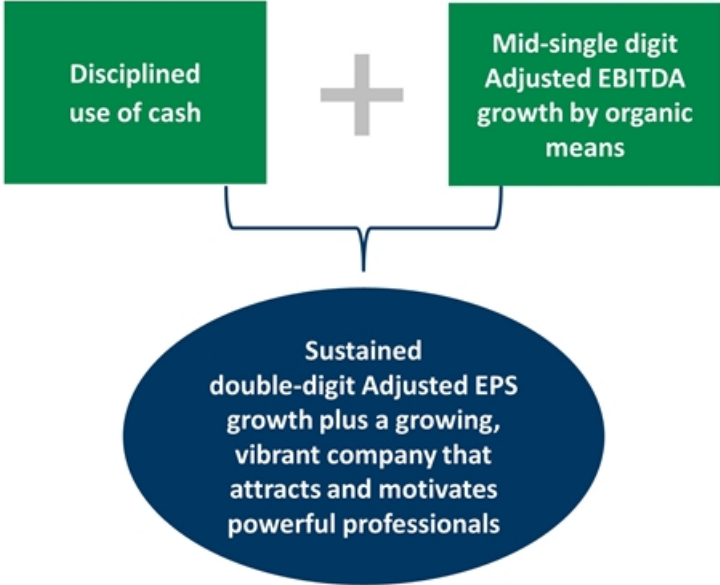 Disciplined
use of cash
Mid-single digit
Adjusted EBITDA
growth by organic
means
Sustained
double-digit Adjusted EPS
growth plus a growing,
vibrant company that
attracts and motivates
powerful professionals